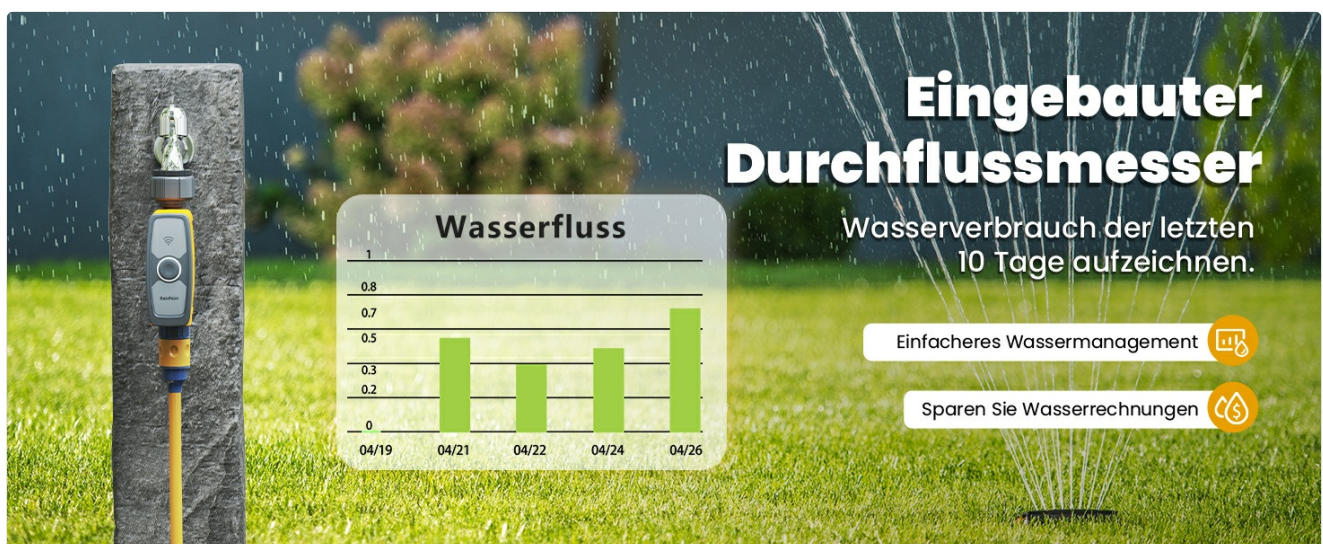 Eingebauter
Durchflussmesser
Wasserverbrauch der letzten
10 Tage aufzeichnen.
Einfacheres Wassermanagement
Sparen Sie Wasserrechnungen
Wasserfluss
1
0.8
0.7
0.5
0.3
0.2
0
04/19 04/21 04/22 04/24 04/26
RainPoint